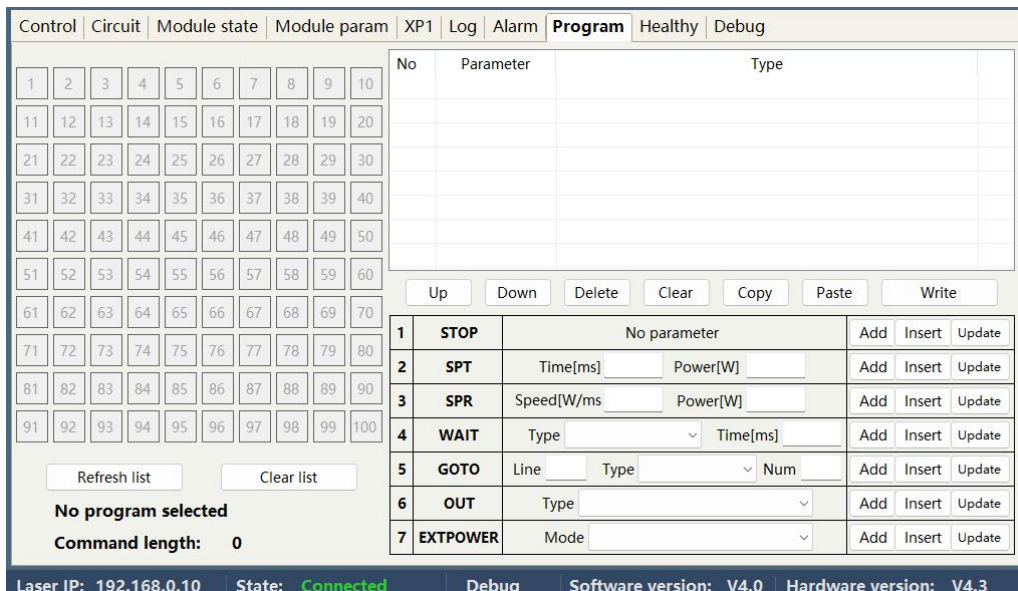 Control Circuit Module state Module param XP1 Log Alarm Program Healthy Debug
No Parameter Type
1 2 3 4 5 6 7 8 9 10
11 12 13 14 15 16 17 18 19 20
21 22 23 24 25 26 27 28 29 30
31 32 33 34 35 36 37 38 39 40
41 42 43 44 45 46 47 48 49 50
51 52 53 54 55 56 57 58 59 60
61 62 63 64 65 66 67 68 69 70
71 72 73 74 75 76 77 78 79 80
81 82 83 84 85 86 87 88 89 90
91 92 93 94 95 96 97 98 99 100
Refresh list Clear list
No program selected
Command length: 0
Up Down Delete Clear Copy Paste Write
1 STOP No parameter Add Insert Update
2 SPT Time[ms] Power[W] Add Insert Update
3 SPR Speed[W/ms Power[W] Add Insert Update
4 WAIT Type Time[ms] Add Insert Update
5 GOTO Line Type Num Add Insert Update
6 OUT Type Add Insert Update
7 EXTPOWER Mode Add Insert Update
Laser IP: 192.168.0.10 State: Connected Debug Software version: V4.0 Hardware version: V4.3